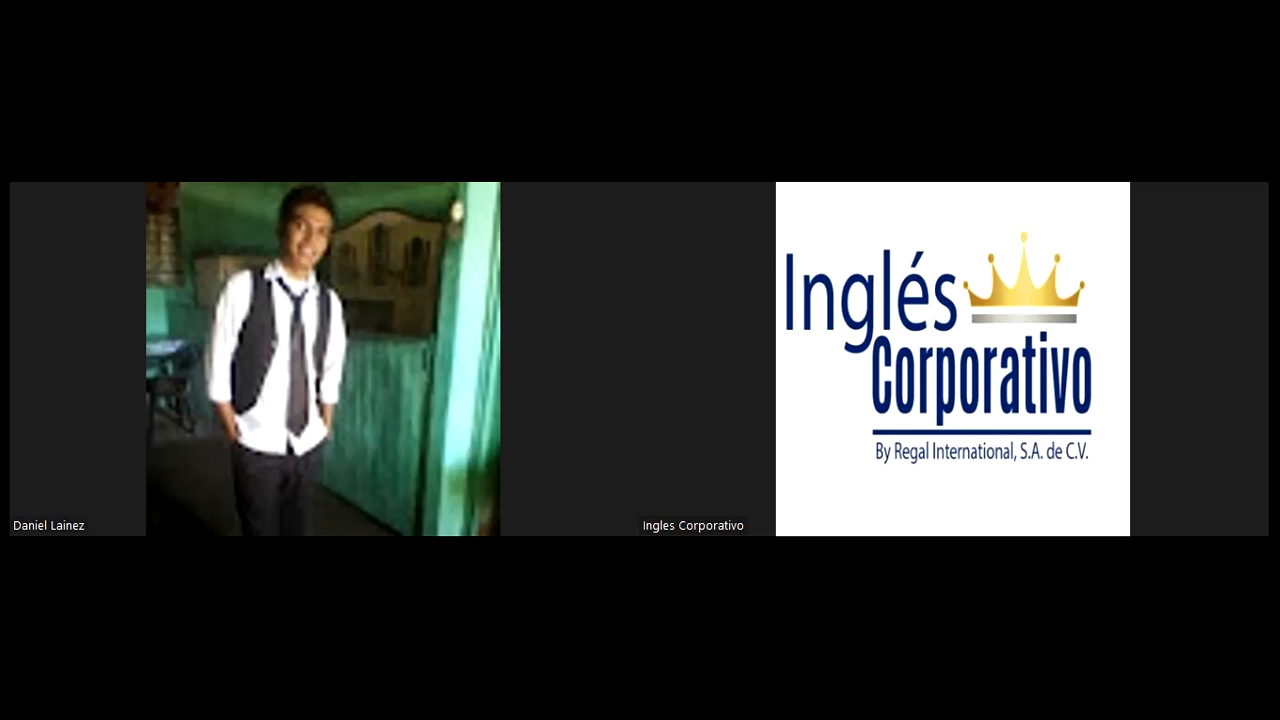 Inglés
Corporativo
By Regal International, S.A. de C.V.
Daniel Lainez
Ingles Corporativo